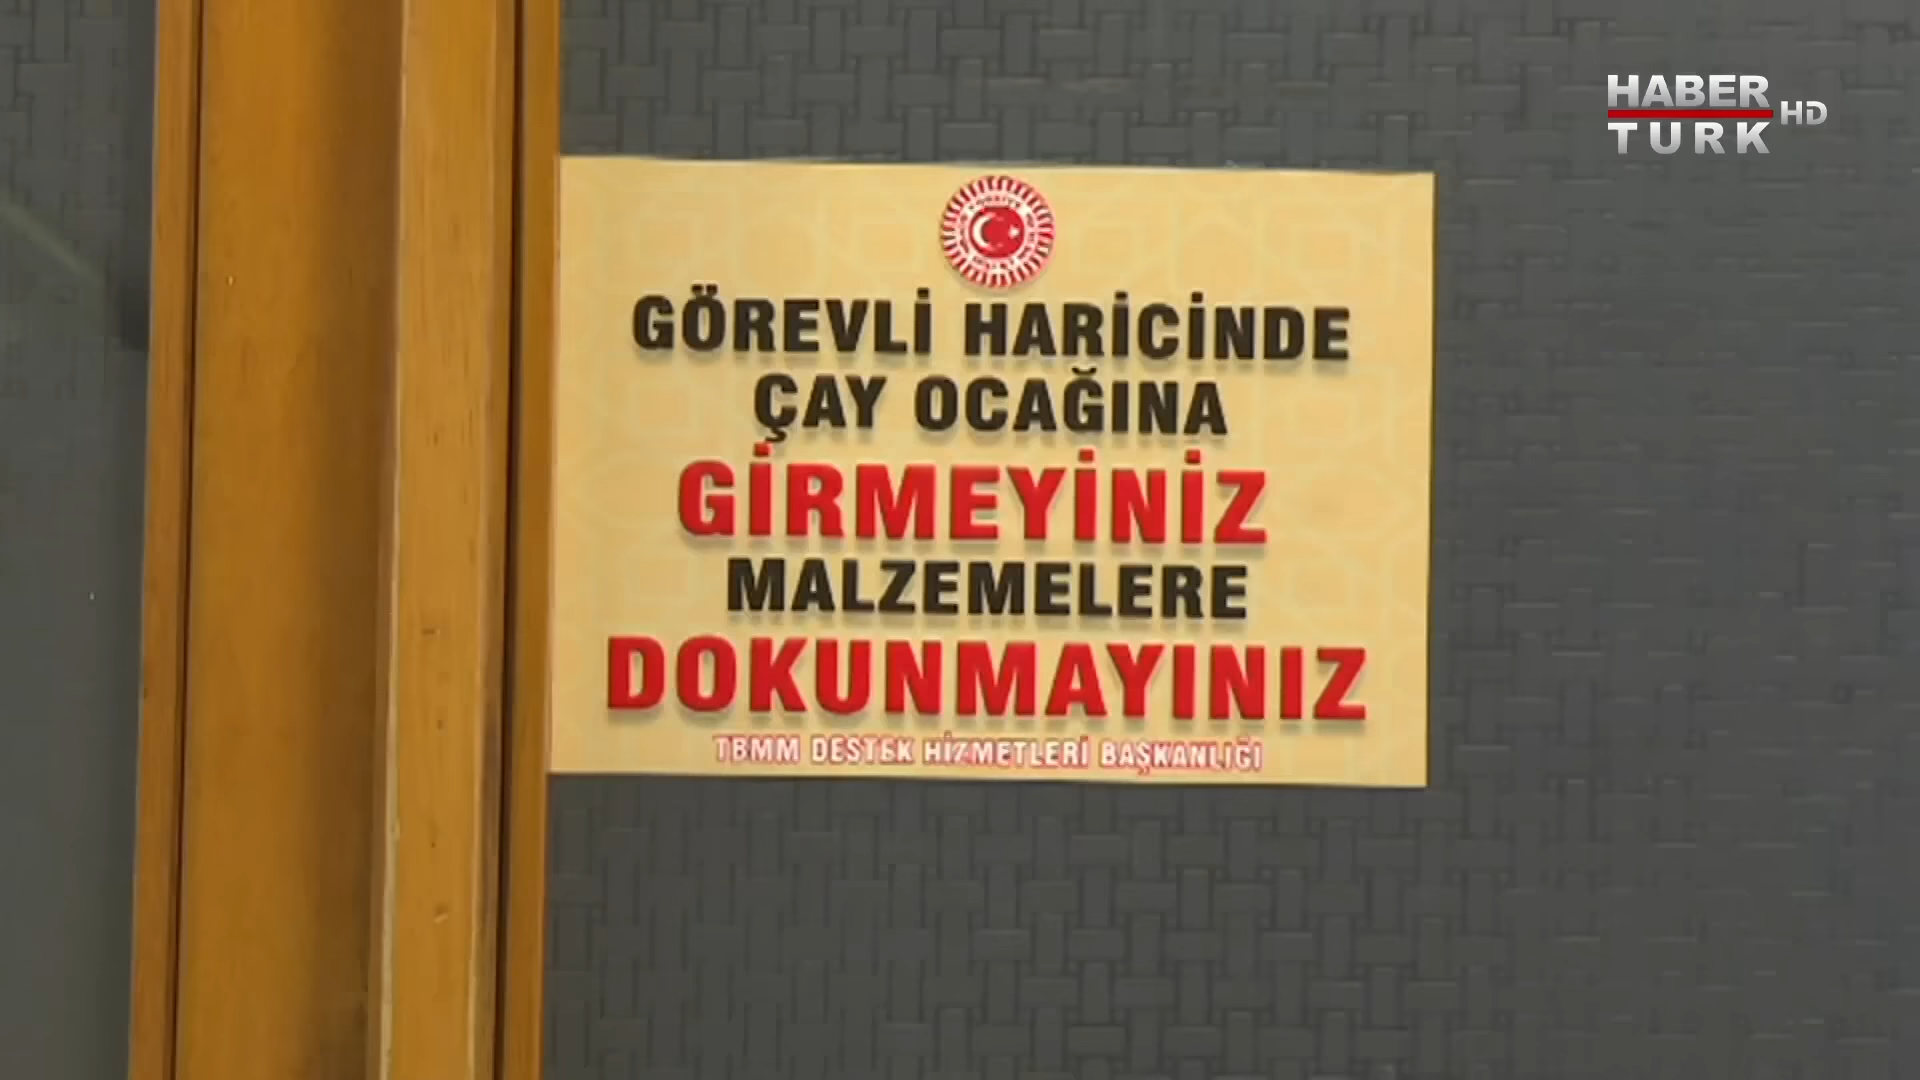 HABER
TURK HD
GÖREVLİ HARİCİNDE
ÇAY OCAĞINA
GİRMEYİNİZ
MALZEMELERE
DOKUNMAYINIZ
TBMM DESTEK HİZMETLERİ BAŞKANLIĞI